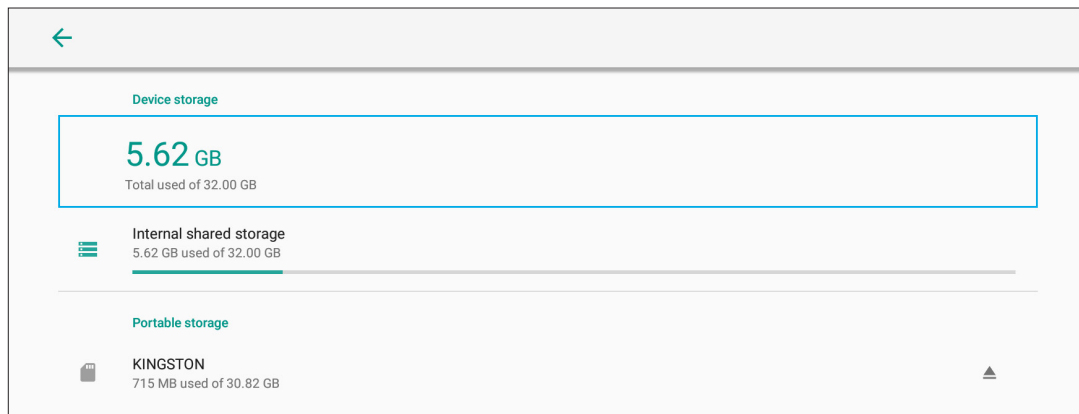 Device storage
5.62 GB
Total used of 32.00 GB
Internal shared storage
5.62 GB used of 32.00 GB
Portable storage
KINGSTON
715 MB used of 30.82 GB